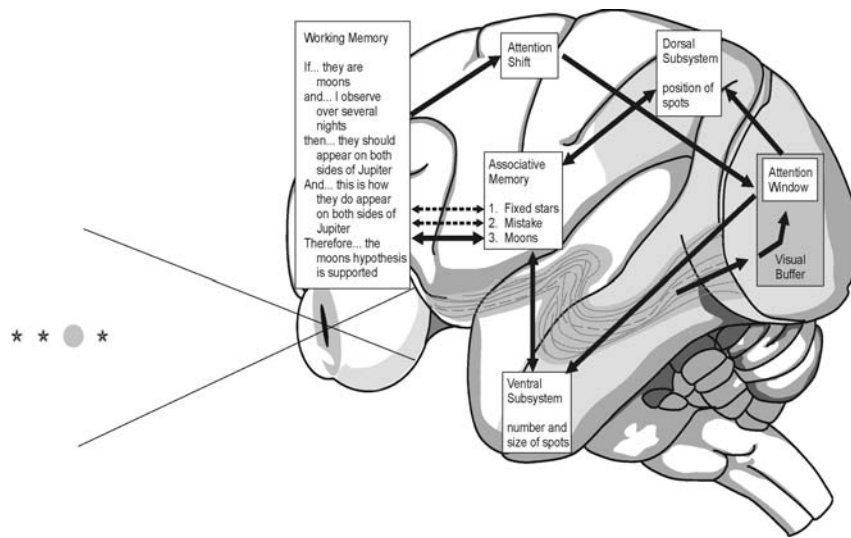 Working Memory
If... they are
moons
and... I observe
over several
nights
then... they should
appear on both
sides of Jupiter
And... this is how
they do appear
on both sides of
Jupiter
Therefore... the
moons hypothesis
is supported
Attention
Shift
Dorsal
Subsystem
position of
spots
Associative
Memory
1. Fixed stars
2. Mistake
3. Moons
Attention
Window
Visual
Buffer
Ventral
Subsystem
number and
size of spots
* * *